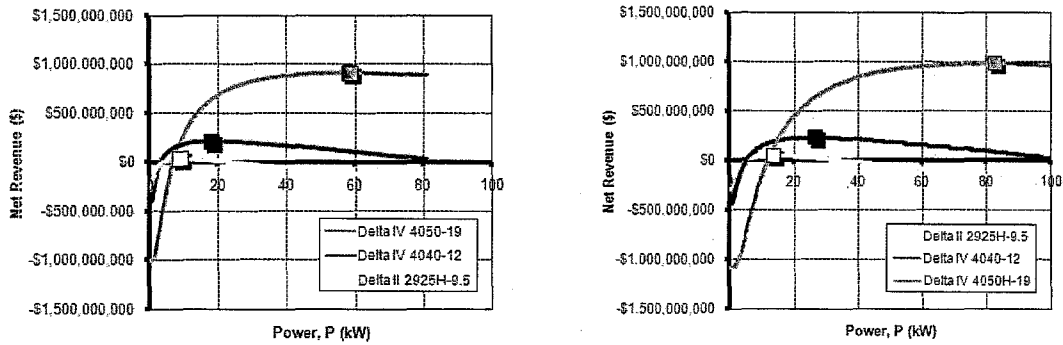 $1,500,000,000
$1,000,000,000
$500,000,000
$0
-$500,000,000
-$1,000,000,000
-$1,500,000,000
Net Revenue ($)
20
40
60
80
100
Delta IV 4050-19
Delta IV 4040-12
Delta II 2925H-9.5
Power, P (kW)
$1,500,000,000
$1,000,000,000
$500,000,000
$0
-$500,000,000
-$1,000,000,000
-$1,500,000,000
Net Revenue ($)
20
40
60
80
100
Delta II 2925H-9.5
Delta IV 4040-12
Delta IV 4050H-19
Power, P (kW)